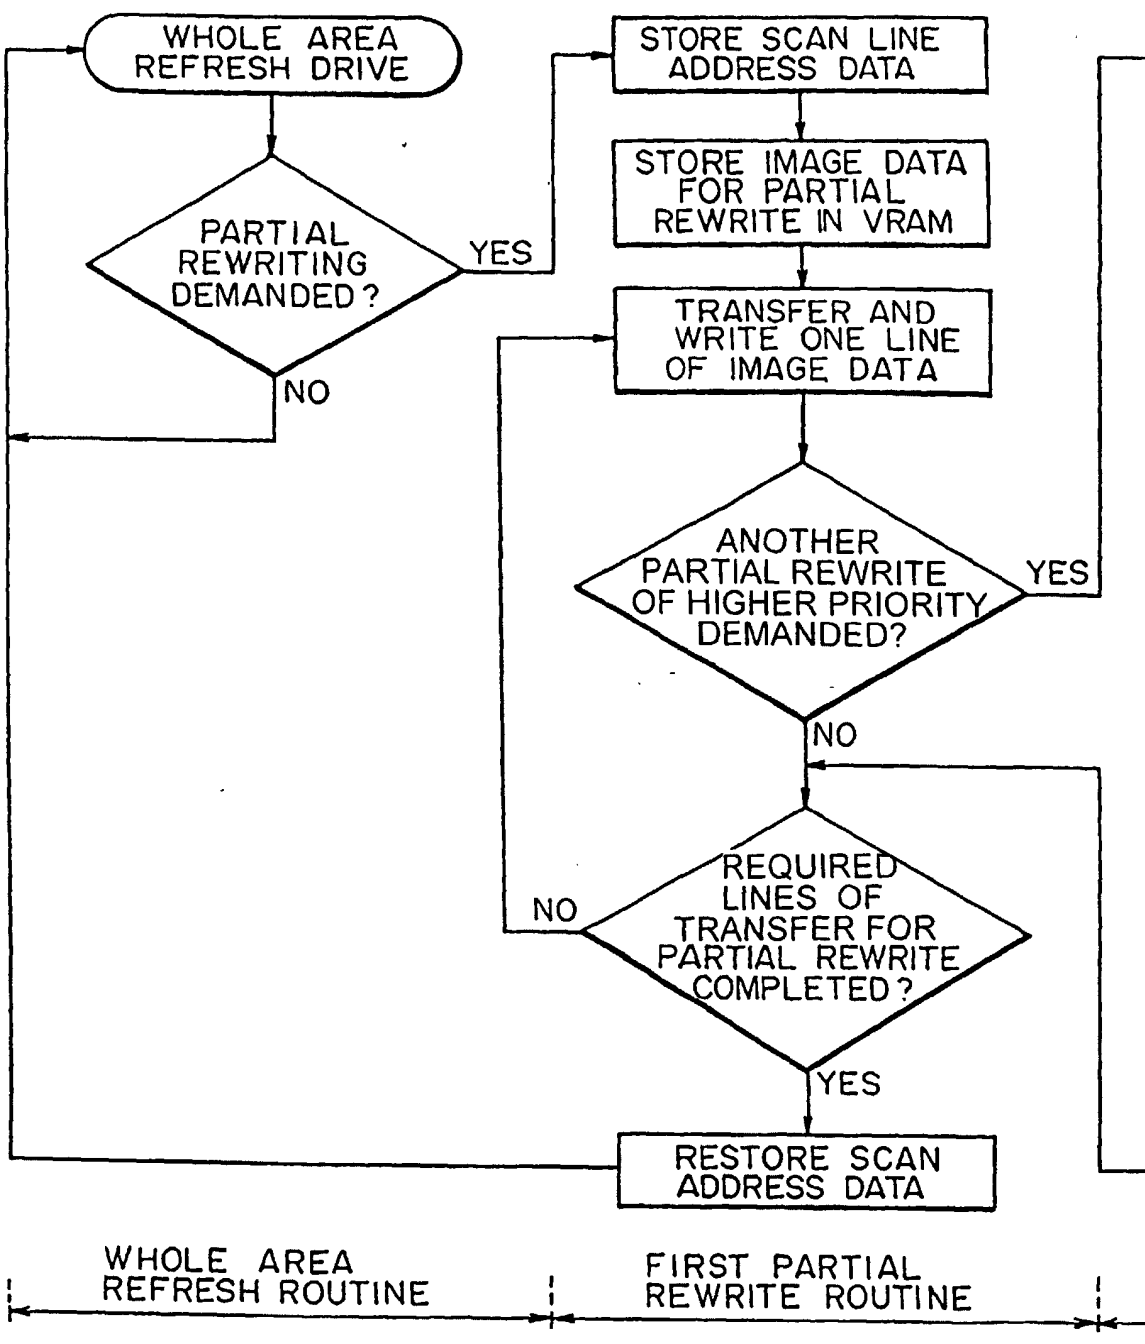 WHOLE AREA
REFRESH DRIVE
PARTIAL
REWRITING
DEMANDED?
YES
NO
STORE SCAN LINE
ADDRESS DATA
STORE IMAGE DATA
FOR PARTIAL
REWRITE IN VRAM
TRANSFER AND
WRITE ONE LINE
OF IMAGE DATA
ANOTHER
PARTIAL REWRITE
OF HIGHER PRIORITY
DEMANDED?
YES
NO
REQUIRED
LINES OF
TRANSFER FOR
PARTIAL REWRITE
COMPLETED?
NO
YES
RESTORE SCAN
ADDRESS DATA
WHOLE AREA
REFRESH ROUTINE
FIRST PARTIAL
REWRITE ROUTINE